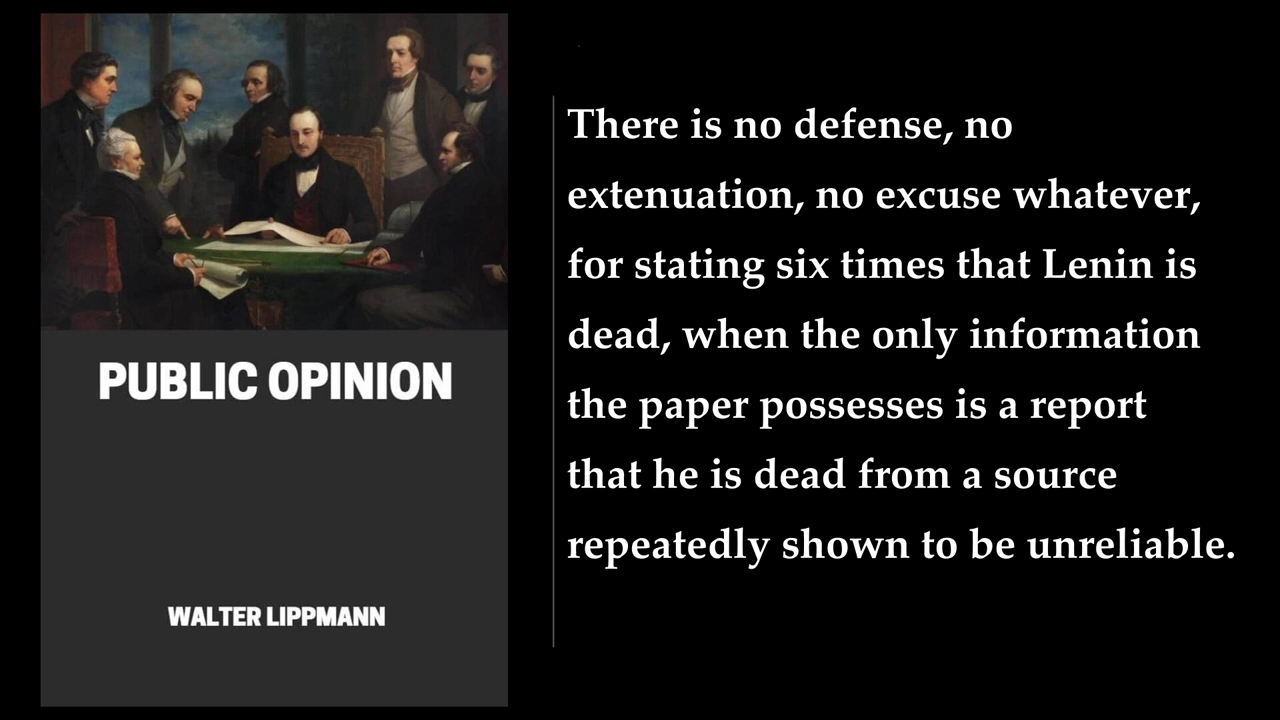 PUBLIC OPINION
WALTER LIPPMANN
There is no defense, no
extenuation, no excuse whatever,
for stating six times that Lenin is
dead, when the only information
the paper possesses is a report
that he is dead from a source
repeatedly shown to be unreliable.